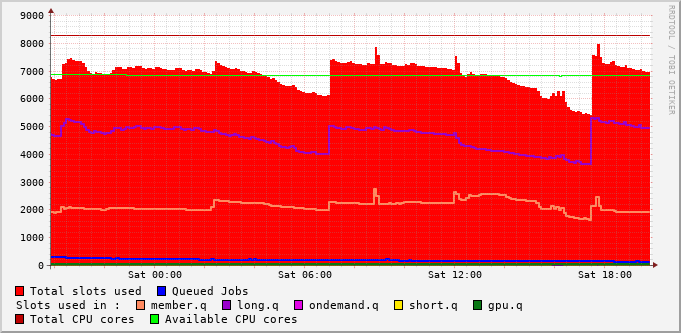 9000
8000
7000
6000
5000
4000
3000
2000
1000
0
Sat 00:00 Sat 06:00 Sat 12:00 Sat 18:00
Total slots used Queued Jobs
Slots used in : member.q long.q ondemand.q short.q gpu.q
Total CPU cores Available CPU cores
RRDTOOL / TOBI OETIKER